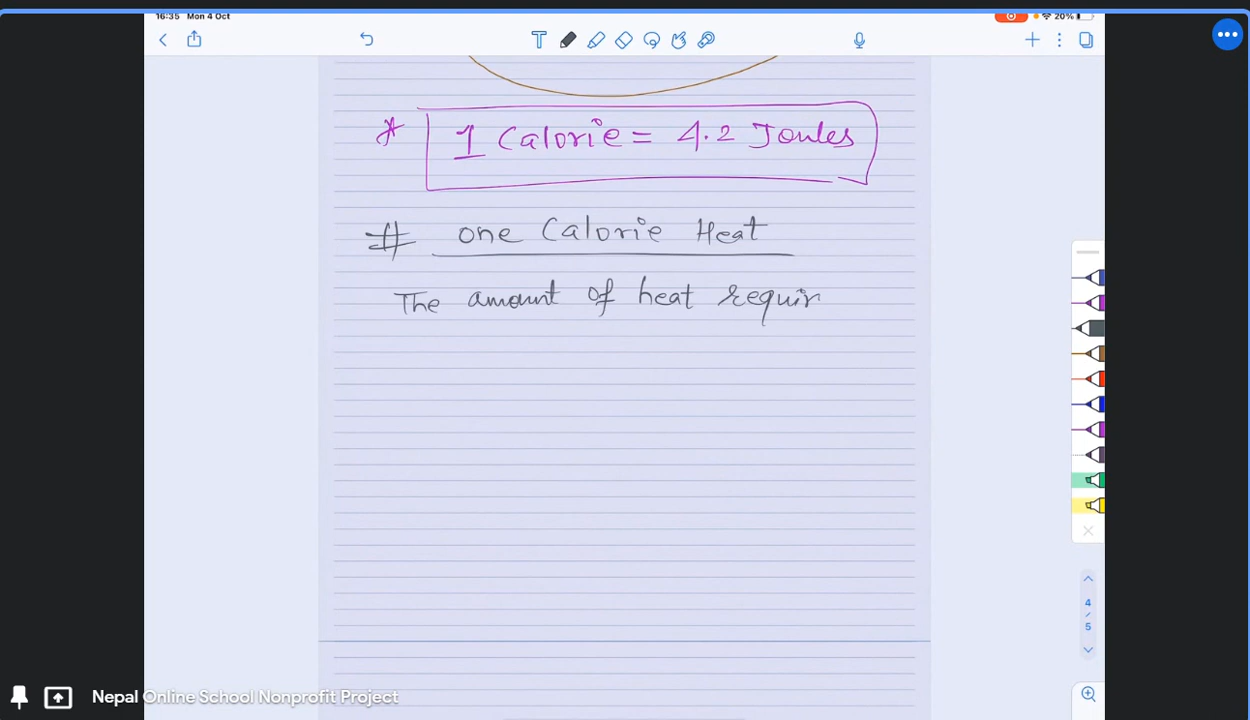 16:35 Mon 4 Oct
20%
* 1 Calorie = 4.2 Joules
# one Calorie Heat
The amount of heat requir
4
/
5
Nepal Online School Nonprofit Project